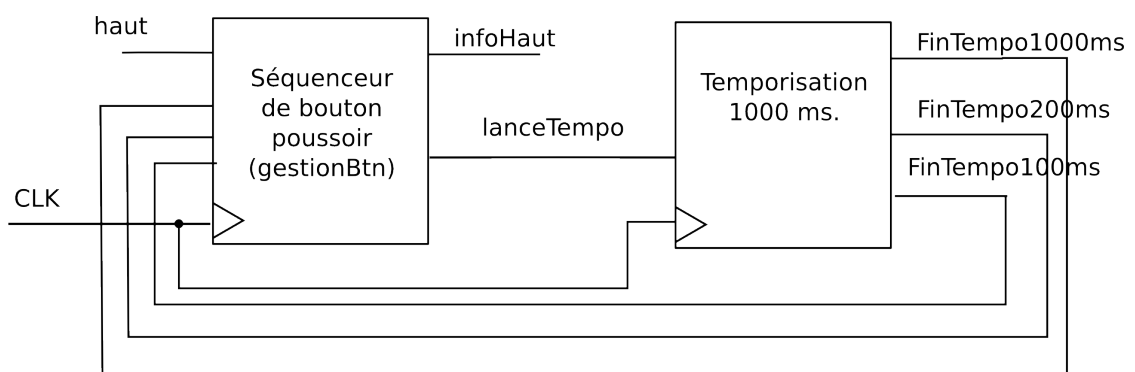 haut
infoHaut
FinTempo1000ms
Séquenceur
de bouton
poussoir
(gestionBtn)
Temporisation
1000 ms.
FinTempo200ms
lanceTempo
FinTempo100ms
CLK